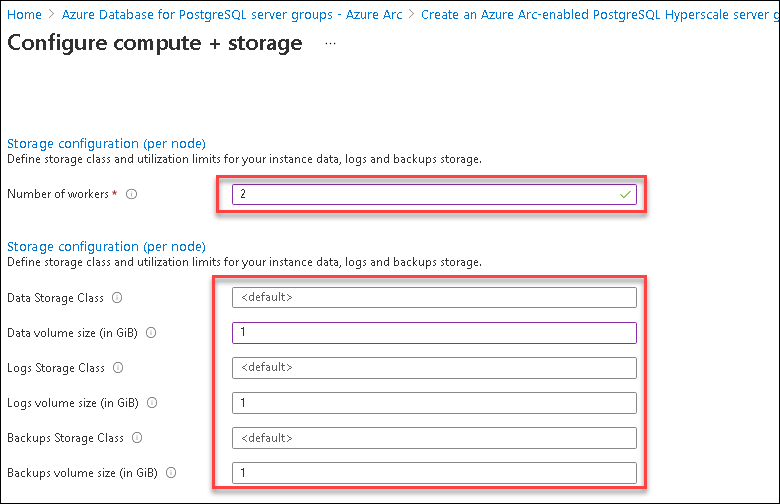 Home > Azure Database for PostgreSQL server groups - Azure Arc > Create an Azure Arc-enabled PostgreSQL Hyperscale server g
Configure compute + storage ...
Storage configuration (per node)
Define storage class and utilization limits for your instance data, logs and backups storage.
Number of workers * 2
Storage configuration (per node)
Define storage class and utilization limits for your instance data, logs and backups storage.
Data Storage Class <default>
Data volume size (in GiB) 1
Logs Storage Class <default>
Logs volume size (in GiB) 1
Backups Storage Class <default>
Backups volume size (in GiB) 1